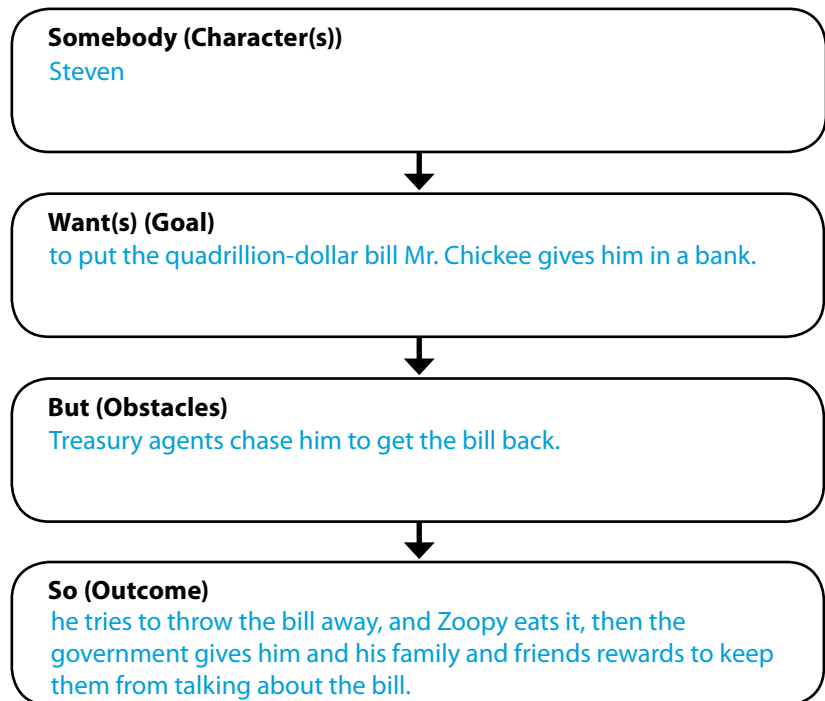 Somebody (Character(s))
Steven
Want(s) (Goal)
to put the quadrillion-dollar bill Mr. Chickee gives him in a bank.
But (Obstacles)
Treasury agents chase him to get the bill back.
So (Outcome)
he tries to throw the bill away, and Zoopy eats it, then the
government gives him and his family and friends rewards to keep
them from talking about the bill.